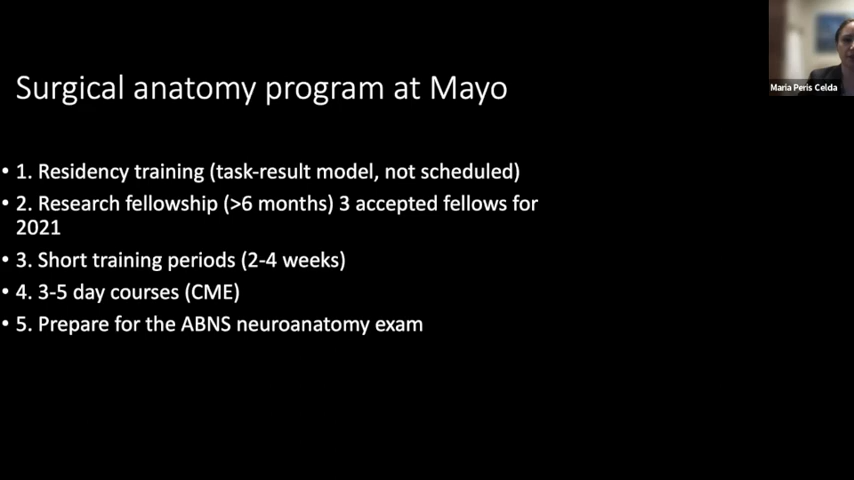 Maria Peris Celda
Surgical anatomy program at Mayo
• 1. Residency training (task-result model, not scheduled)
• 2. Research fellowship (>6 months) 3 accepted fellows for
2021
• 3. Short training periods (2-4 weeks)
• 4. 3-5 day courses (CME)
• 5. Prepare for the ABNS neuroanatomy exam